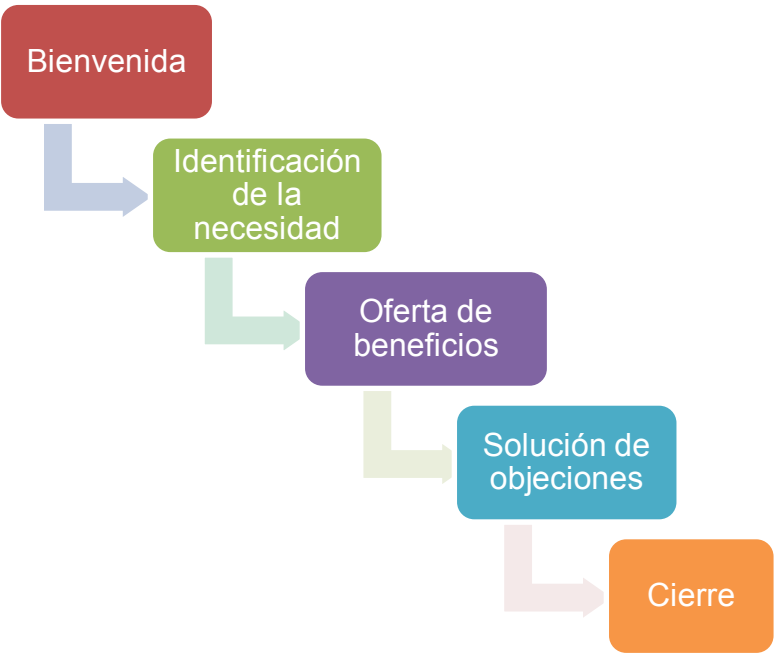 Bienvenida
Identificación
de la
necesidad
Oferta de
beneficios
Solución de
objeciones
Cierre